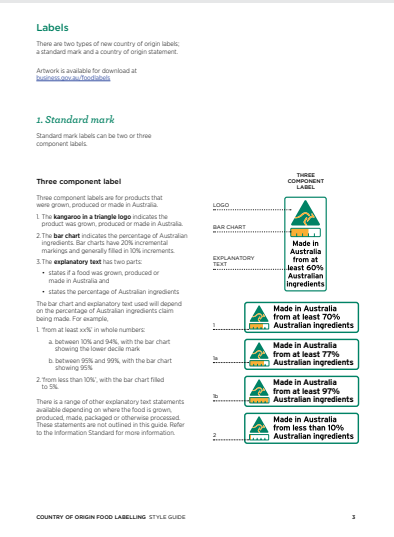 Labels
There are two types of new country of origin labels;
a standard mark and a country of origin statement.
Artwork is available for download at
business.gov.au/foodlabels
1. Standard mark
Standard mark labels can be two or three
component labels.
Three component label
Three component labels are for products that
were grown, produced or made in Australia.
1. The kangaroo in a triangle logo indicates the
product was grown, produced or made in Australia.
2. The bar chart indicates the percentage of Australian
ingredients. Bar charts have 20% incremental
markings and generally filled in 10% increments.
3. The explanatory text has two parts:
• states if a food was grown, produced or
made in Australia and
• states the percentage of Australian ingredients
The bar chart and explanatory text used will depend
on the percentage of Australian ingredients claim
being made. For example,
1. 'from at least xx%' in whole numbers:
a. between 10% and 94%, with the bar chart
showing the lower decile mark
b. between 95% and 99%, with the bar chart
showing 95%
2. 'from less than 10%', with the bar chart filled
to 5%.
There is a range of other explanatory text statements
available depending on where the food is grown,
produced, made, packaged or otherwise processed.
These statements are not outlined in this guide. Refer
to the Information Standard for more information.
THREE
COMPONENT
LABEL
LOGO
BAR CHART
EXPLANATORY
TEXT
Made in
Australia
from at
least 60%
Australian
ingredients
1
Made in Australia
from at least 70%
Australian ingredients
1a
Made in Australia
from at least 77%
Australian ingredients
1b
Made in Australia
from at least 97%
Australian ingredients
2
Made in Australia
from less than 10%
Australian ingredients
COUNTRY OF ORIGIN FOOD LABELLING STYLE GUIDE
3